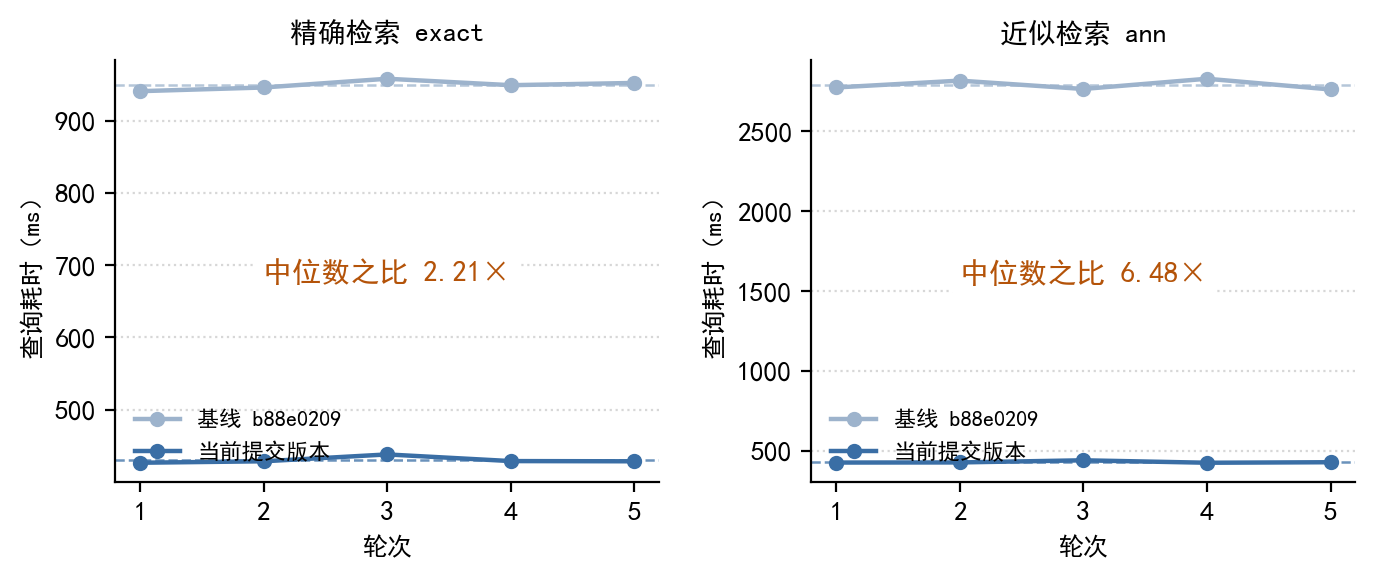 精确检索 exact
查询耗时 (ms)
900
800
700
600
500
中位数之比 2.21×
基线 b88e0209
当前提交版本
1 2 3 4 5
轮次
近似检索 ann
查询耗时 (ms)
2500
2000
1500
1000
500
中位数之比 6.48×
基线 b88e0209
当前提交版本
1 2 3 4 5
轮次